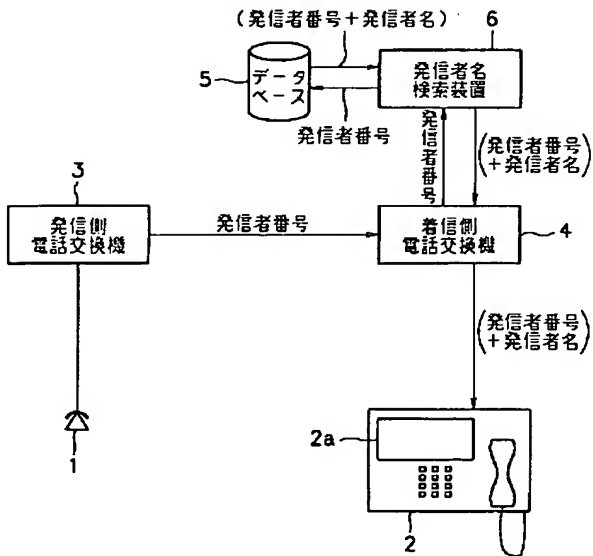 (発信者番号+発信者名)
6
5
データ
ベース
発信者名
検索装置
発信者番号
発信者番号
(発信者番号
+発信者名)
3
発信側
電話交換機
発信者番号
着信側
電話交換機
4
(発信者番号
+発信者名)
1
2a
2